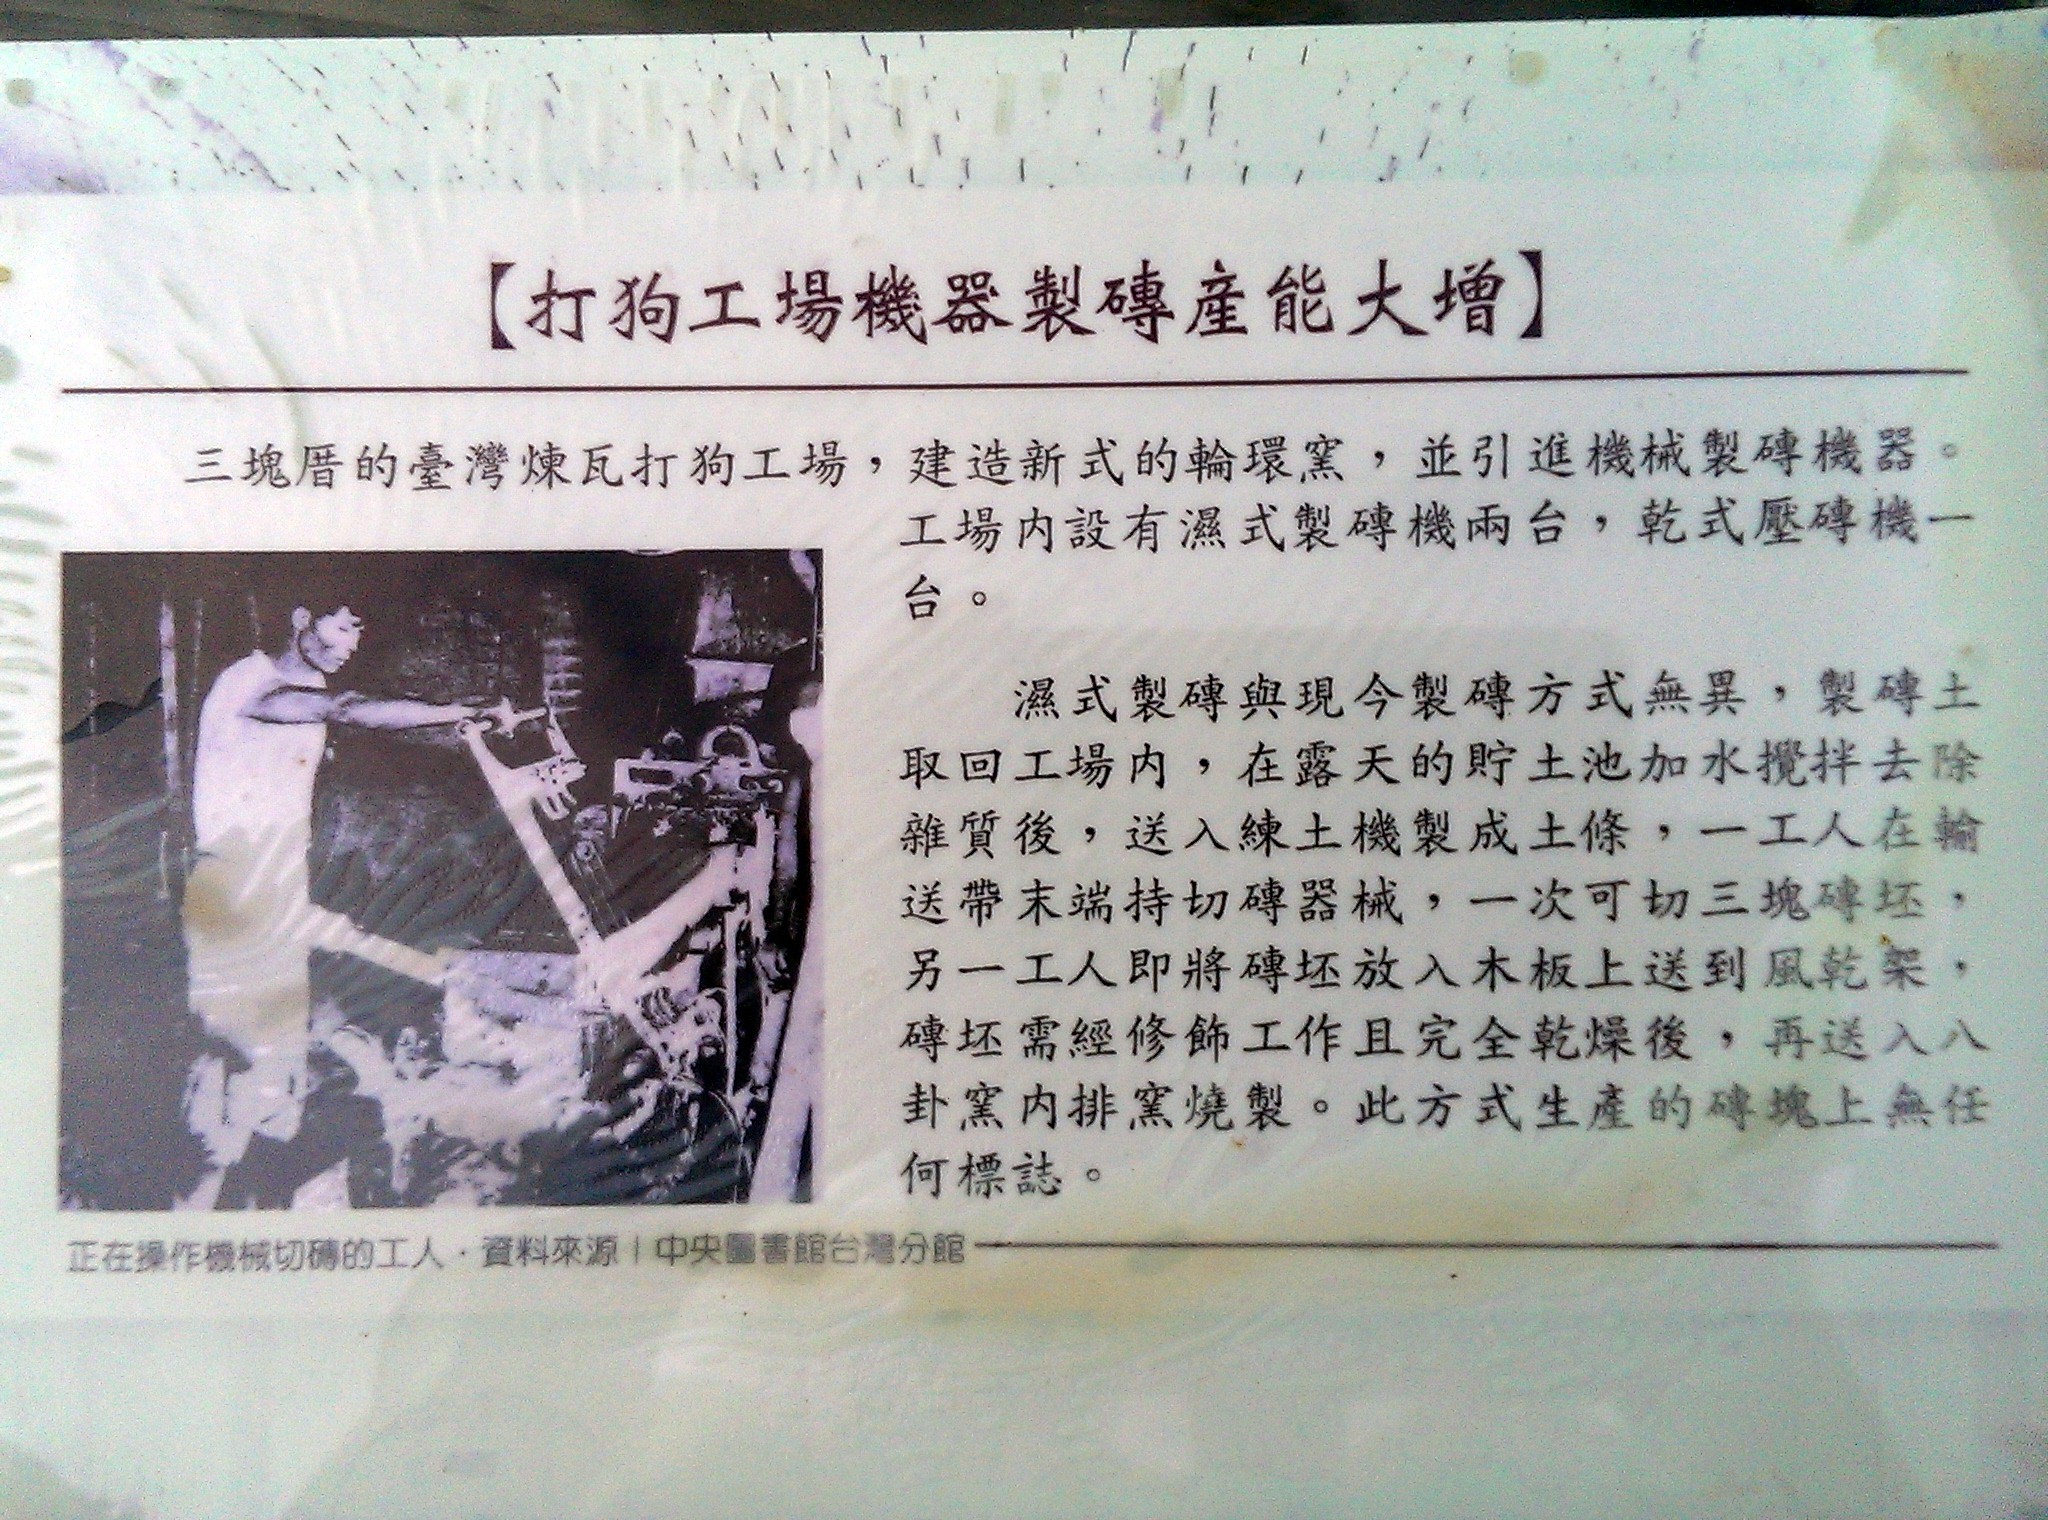 【打狗工場機器製磚產能大增】
三塊厝的臺灣煉瓦打狗工場，建造新式的輪環窯，並引進機械製磚機器。
工場內設有濕式製磚機兩台，乾式壓磚機一
台。
濕式製磚與現今製磚方式無異，製磚土
取回工場內，在露天的貯土池加水攪拌去除
雜質後，送入練土機製成土條，一工人在輸
送帶末端持切磚器械，一次可切三塊磚坯，
另一工人即將磚坯放入木板上送到風乾架，
磚坯需經修飾工作且完全乾燥後，再送入八
卦窯內排窯燒製。此方式生產的磚塊上無任
何標誌。
正在操作機械切磚的工人．資料來源｜中央圖書館台灣分館